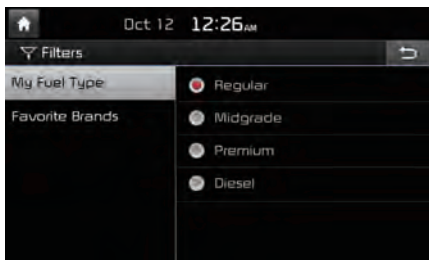 Oct 12 12:26AM
Filters
My Fuel Type
Favorite Brands
Regular
Midgrade
Premium
Diesel